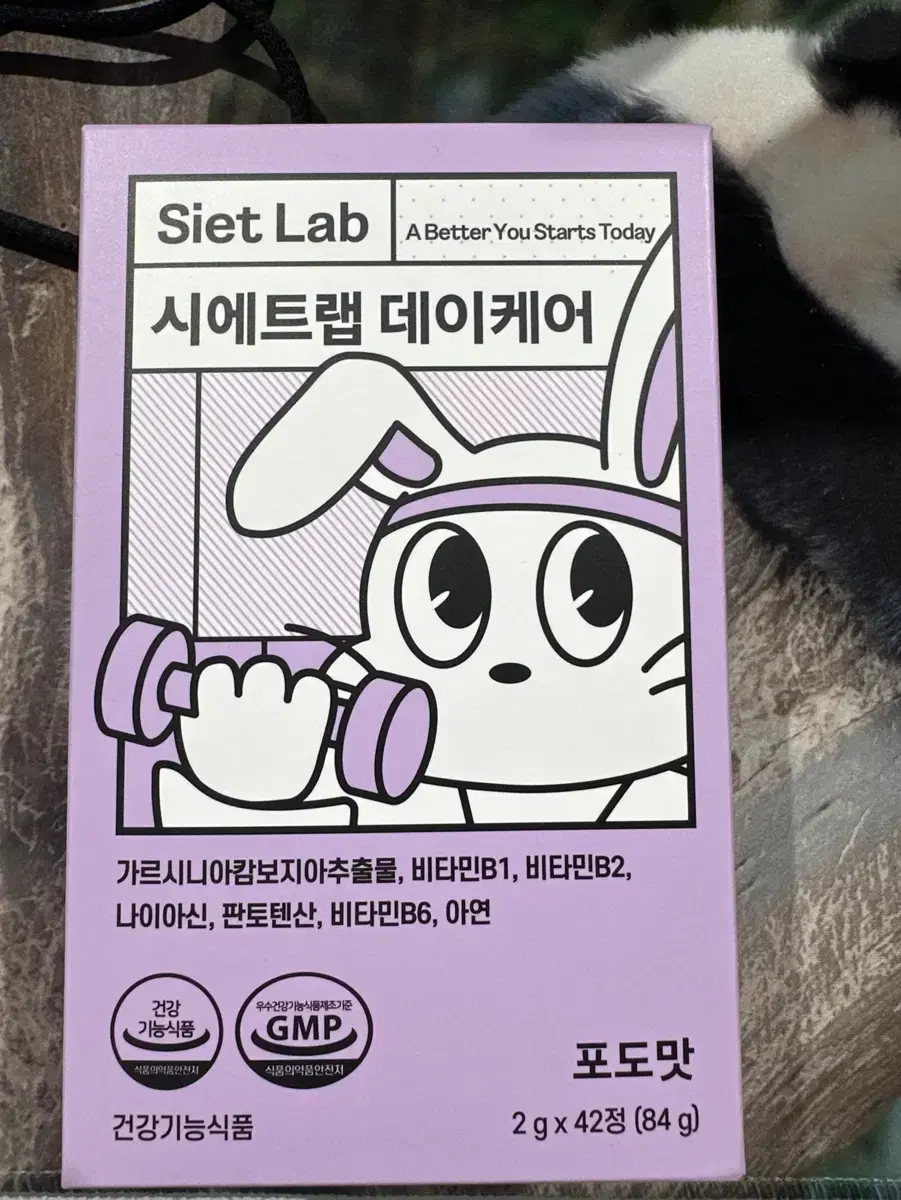 Siet Lab
A Better You Starts Today
시에트랩 데이케어
가르시니아캄보지아추출물, 비타민B1, 비타민B2,
나이아신, 판토텐산, 비타민B6, 아연
건강
기능식품
식품의약품안전처
우수건강기능식품제조기준
GMP
식품의약품안전처
포도맛
건강기능식품
2 g x 42정 (84 g)